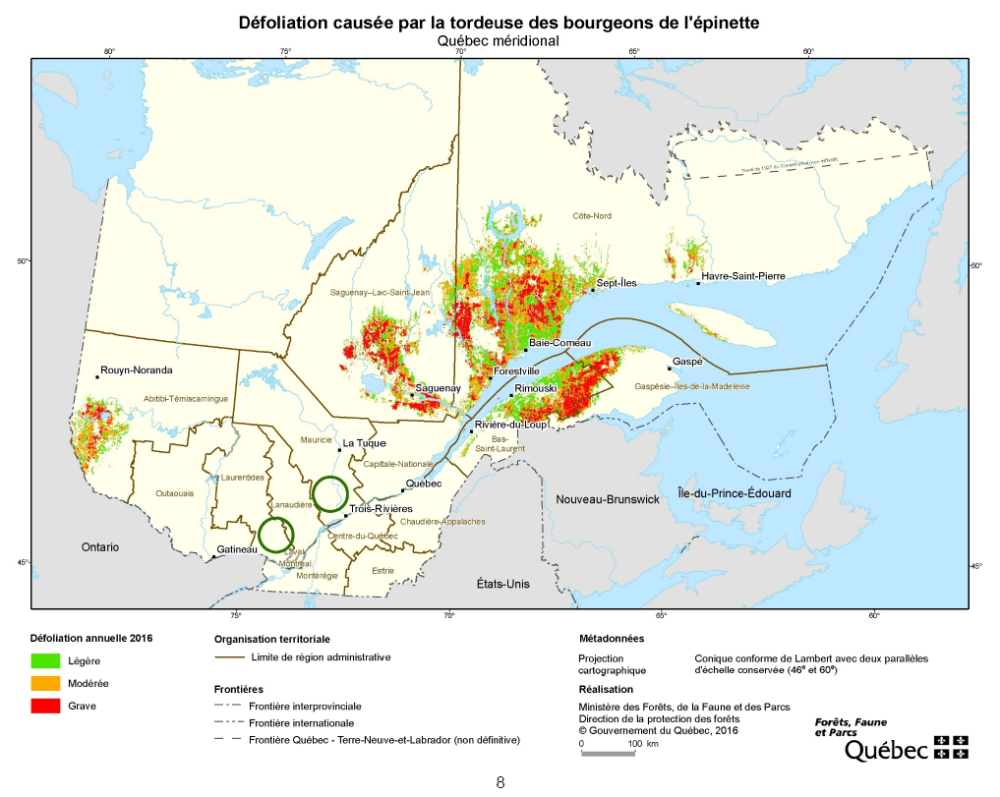 Défoliation causée par la tordeuse des bourgeons de l'épinette
Québec méridional
80°
75°
70°
65°
60°
Côte-Nord
50°
50°
Sept-Îles
Havre-Saint-Pierre
Saguenay–Lac-Saint-Jean
Baie-Comeau
Gaspé
Rouyn-Noranda
Forestville
Saguenay
Rimouski
Gaspésie–Îles-de-la-Madeleine
Abitibi-Témiscamingue
Rivière-du-Loup
Bas-
Saint-Laurent
Mauricie
La Tuque
Capitale-Nationale
Laurentides
Outaouais
Québec
Lanaudière
Trois-Rivières
Nouveau-Brunswick
Île-du-Prince-Édouard
Chaudière-Appalaches
Centre-du-Québec
Ontario
Gatineau
Laval
Montréal
45°
45°
Montérégie
Estrie
États-Unis
75°
70°
65°
60°
Défoliation annuelle 2016
Légère
Modérée
Grave
Organisation territoriale
Limite de région administrative
Frontières
Frontière interprovinciale
Frontière internationale
Frontière Québec - Terre-Neuve-et-Labrador (non définitive)
Métadonnées
Projection
cartographique
Conique conforme de Lambert avec deux parallèles
d'échelle conservée (46e et 60e)
Réalisation
Ministère des Forêts, de la Faune et des Parcs
Direction de la protection des forêts
© Gouvernement du Québec, 2016
0 100 km
Forêts, Faune
et Parcs
Québec
8